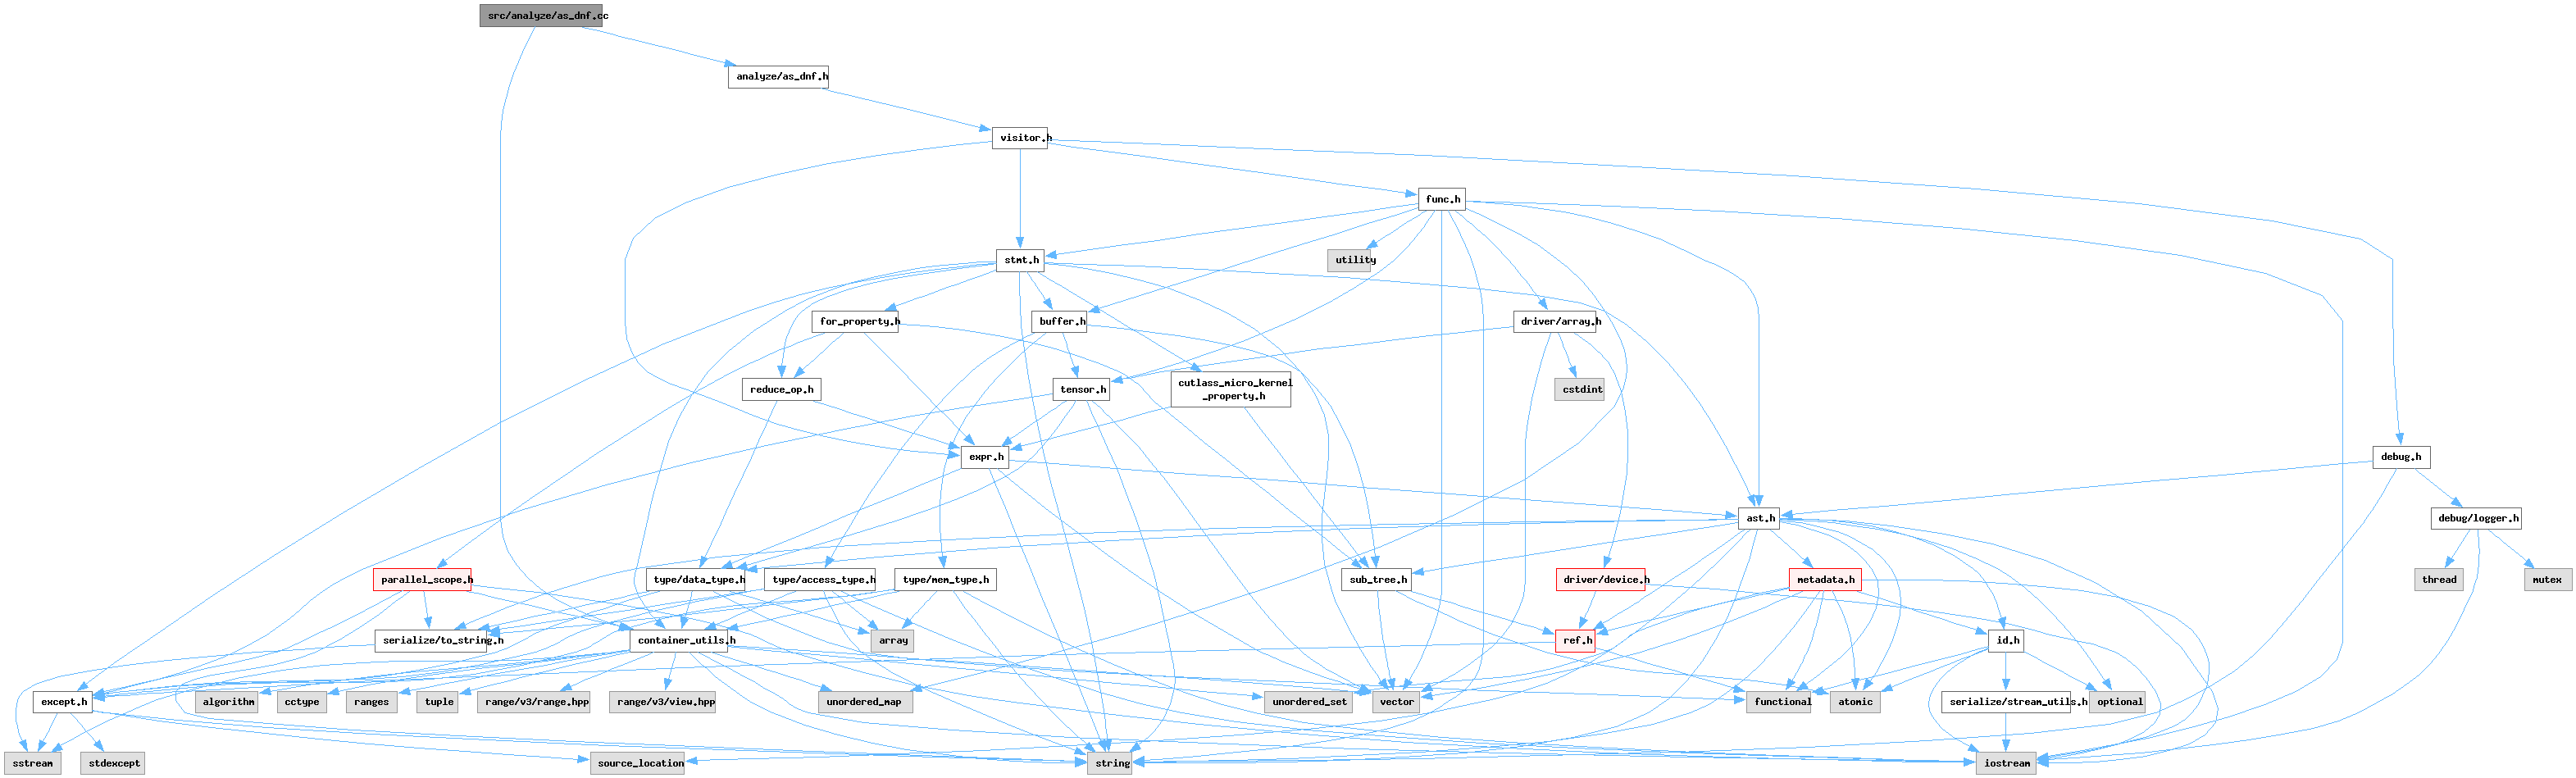 src/analyze/as_dnf.cc
analyze/as_dnf.h
visitor.h
func.h
stmt.h
utility
for_property.h
buffer.h
driver/array.h
reduce_op.h
tensor.h
cutlass_micro_kernel
_property.h
cstdint
expr.h
debug.h
ast.h
debug/logger.h
parallel_scope.h
type/data_type.h
type/access_type.h
type/mem_type.h
sub_tree.h
driver/device.h
metadata.h
thread
mutex
serialize/to_string.h
container_utils.h
array
ref.h
id.h
except.h
algorithm
cctype
ranges
tuple
range/v3/range.hpp
range/v3/view.hpp
unordered_map
unordered_set
vector
functional
atomic
serialize/stream_utils.h
optional
sstream
stdexcept
source_location
string
iostream